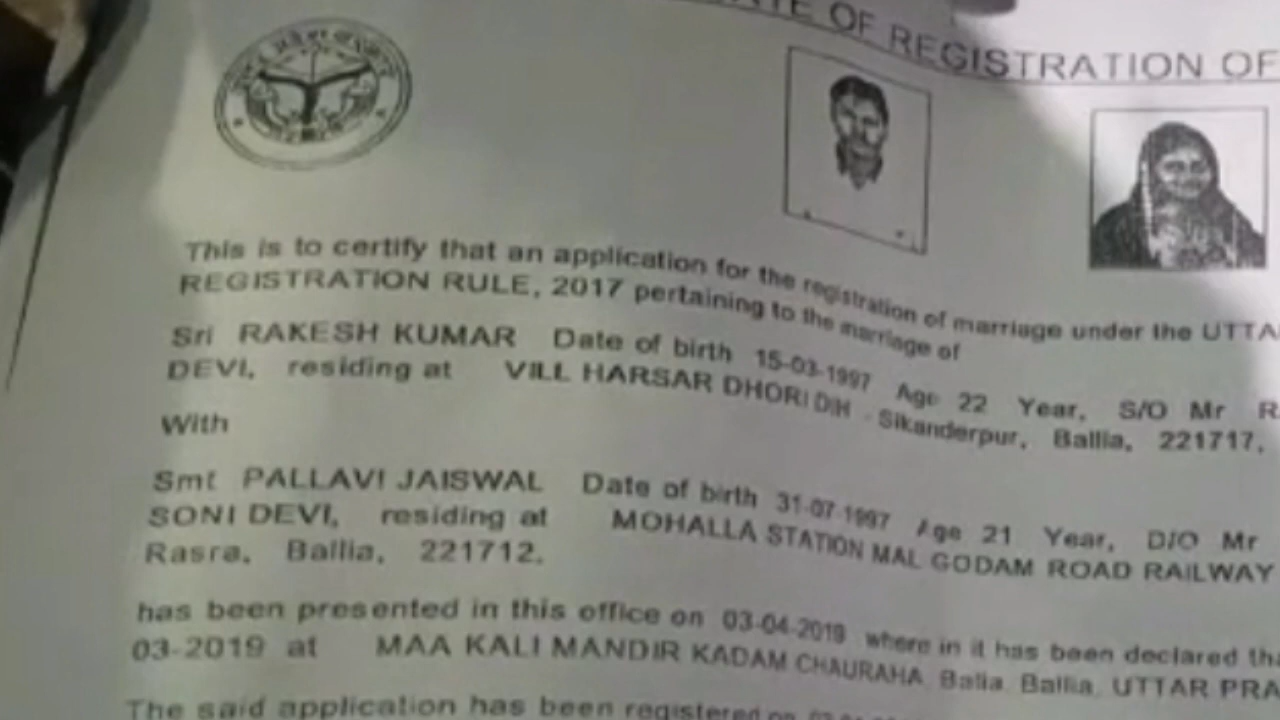 OF REGISTRATION OF
This is to certify that an application for the registration of marriage under the UTTA
REGISTRATION RULE, 2017 pertaining to the marriage of
Sri RAKESH KUMAR Date of birth 15-03-1997 Age 22 Year, S/O Mr R
DEVI, residing at VILL HARSAR DHORI DIH - Sikanderpur, Ballia, 221717,
With
Smt PALLAVI JAISWAL Date of birth 31-07-1997 Age 21 Year, D/O Mr
SONI DEVI, residing at MOHALLA STATION MAL GODAM ROAD RAILWAY
Rasra, Ballia, 221712,
has been presented in this office on 03-04-2019 where in it has been declared tha
03-2019 at MAA KALI MANDIR KADAM CHAURAHA, Balia, Ballia, UTTAR PRA
The said application has been registered on